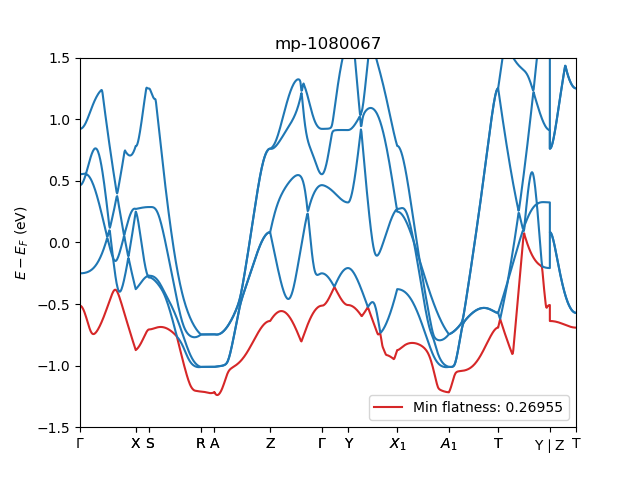 mp-1080067
1.5
1.0
0.5
0.0
−0.5
−1.0
−1.5
E − E_F (eV)
Min flatness: 0.26955
Γ X S R A Z Γ Y X₁ A₁ T Y | Z T